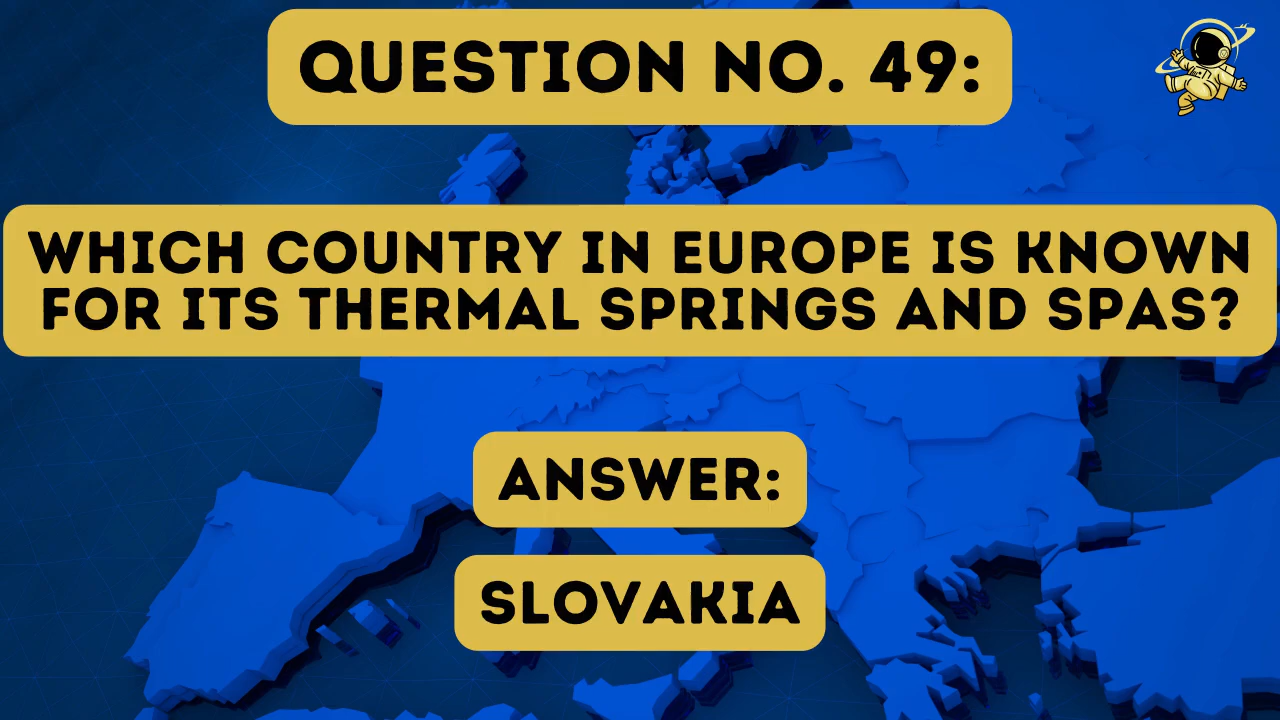 QUESTION NO. 49:
WHICH COUNTRY IN EUROPE IS KNOWN
FOR ITS THERMAL SPRINGS AND SPAS?
ANSWER:
SLOVAKIA